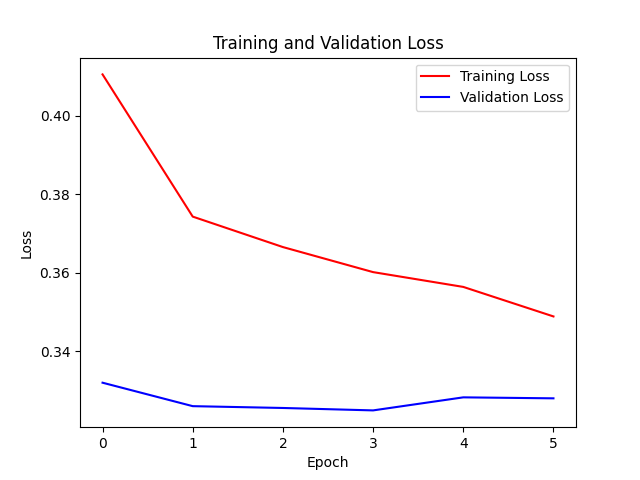 Training and Validation Loss
Training Loss
Validation Loss
0.40
0.38
0.36
0.34
Loss
0 1 2 3 4 5
Epoch